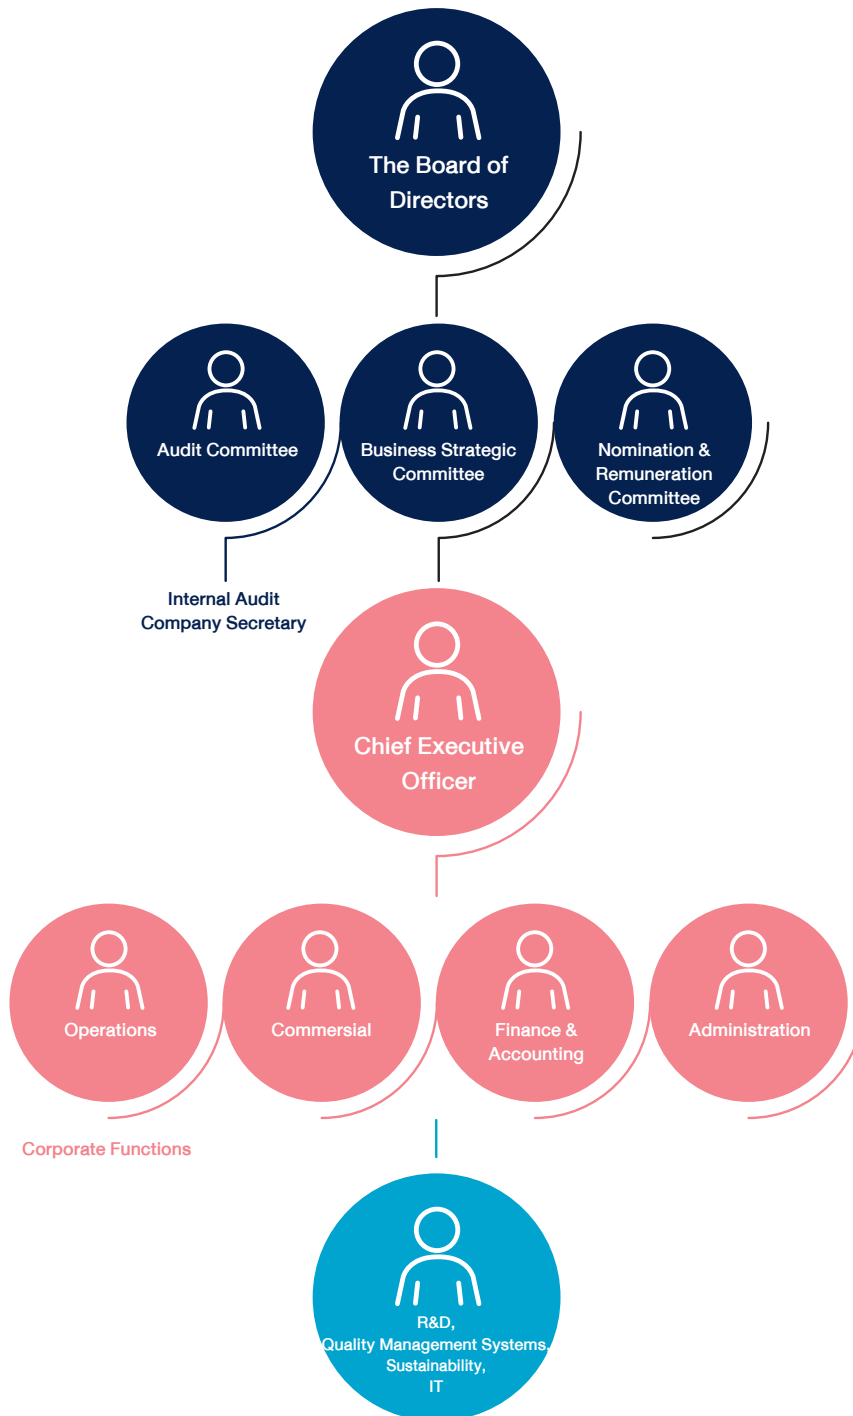 The Board of
Directors
Audit Committee
Business Strategic
Committee
Nomination &
Remuneration
Committee
Internal Audit
Company Secretary
Chief Executive
Officer
Operations
Commersial
Finance &
Accounting
Administration
Corporate Functions
R&D,
Quality Management Systems,
Sustainability,
IT